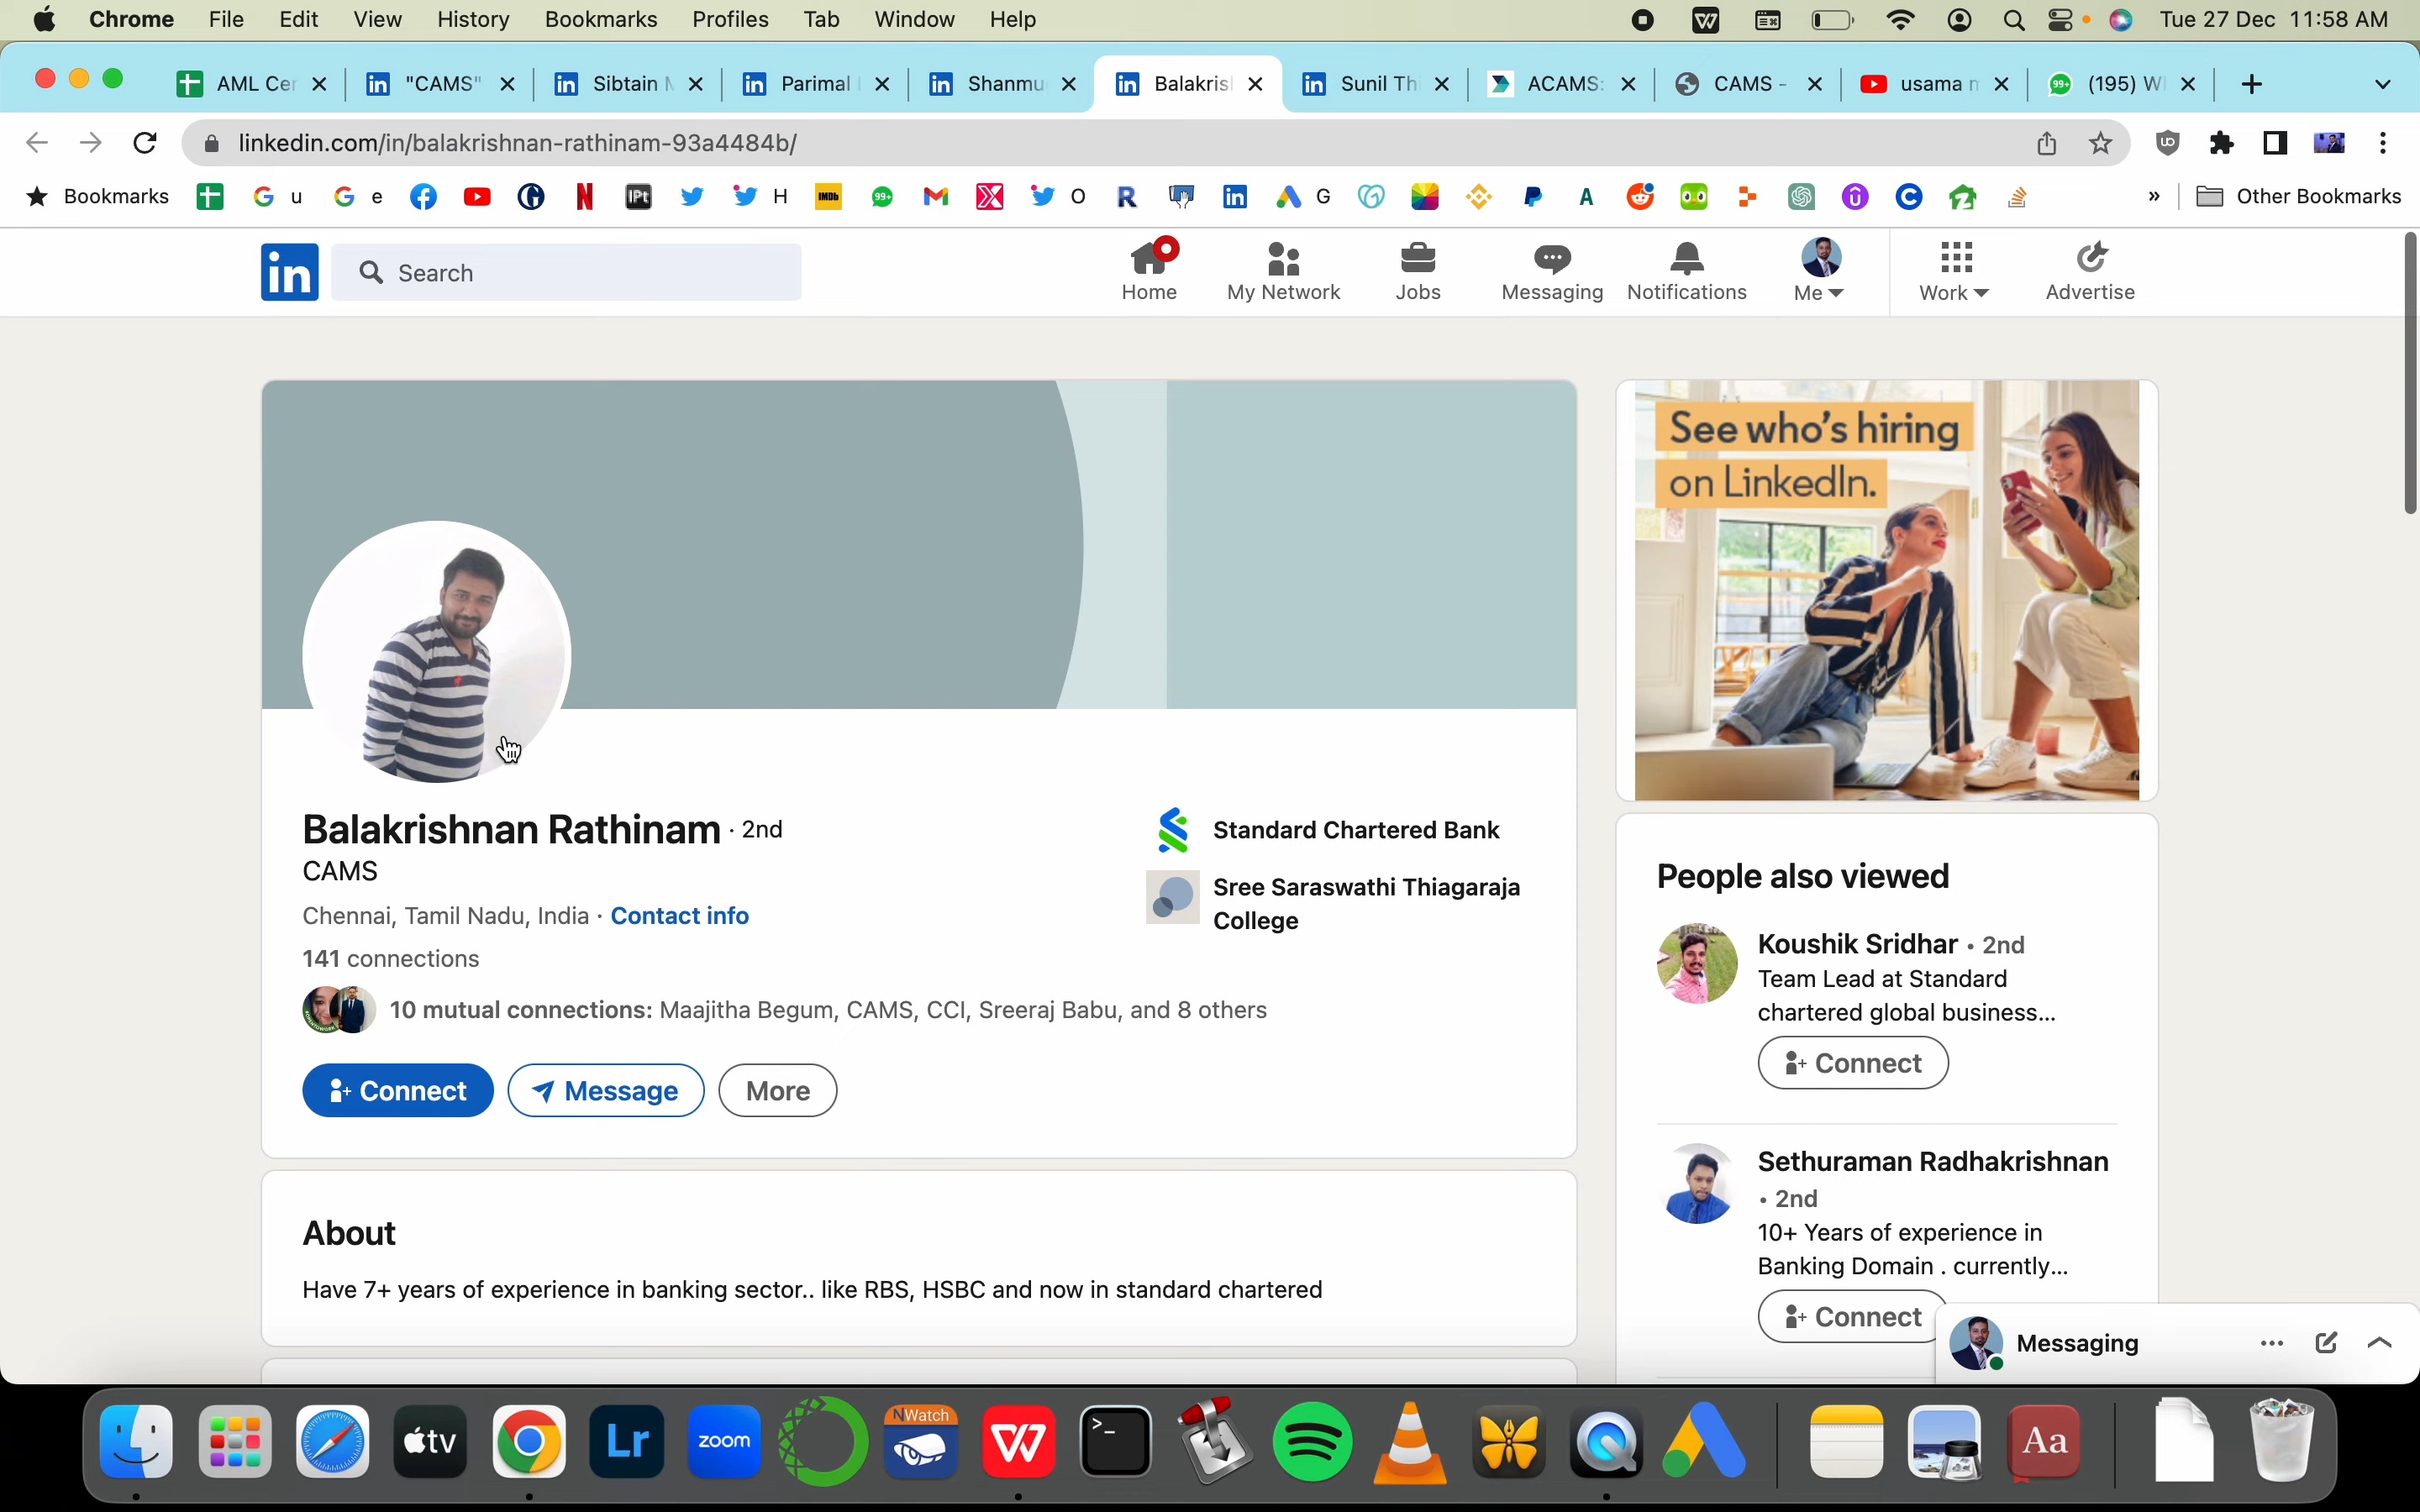 Chrome File Edit View History Bookmarks Profiles Tab Window Help Tue 27 Dec 11:58 AM
AML Cer "CAMS" Sibtain Parimal Shanmu Balakris Sunil Th ACAMS: CAMS - usama (195) W
linkedin.com/in/balakrishnan-rathinam-93a4484b/
Bookmarks u e H O G Other Bookmarks
Search
Home My Network Jobs Messaging Notifications Me Work Advertise
See who's hiring
on LinkedIn.
Balakrishnan Rathinam · 2nd
CAMS
Chennai, Tamil Nadu, India · Contact info
141 connections
10 mutual connections: Maajitha Begum, CAMS, CCI, Sreeraj Babu, and 8 others
Connect Message More
Standard Chartered Bank
Sree Saraswathi Thiagaraja
College
About
Have 7+ years of experience in banking sector.. like RBS, HSBC and now in standard chartered
People also viewed
Koushik Sridhar • 2nd
Team Lead at Standard
chartered global business...
Connect
Sethuraman Radhakrishnan
• 2nd
10+ Years of experience in
Banking Domain . currently...
Connect
Messaging
tv Lr zoom NWatch Aa